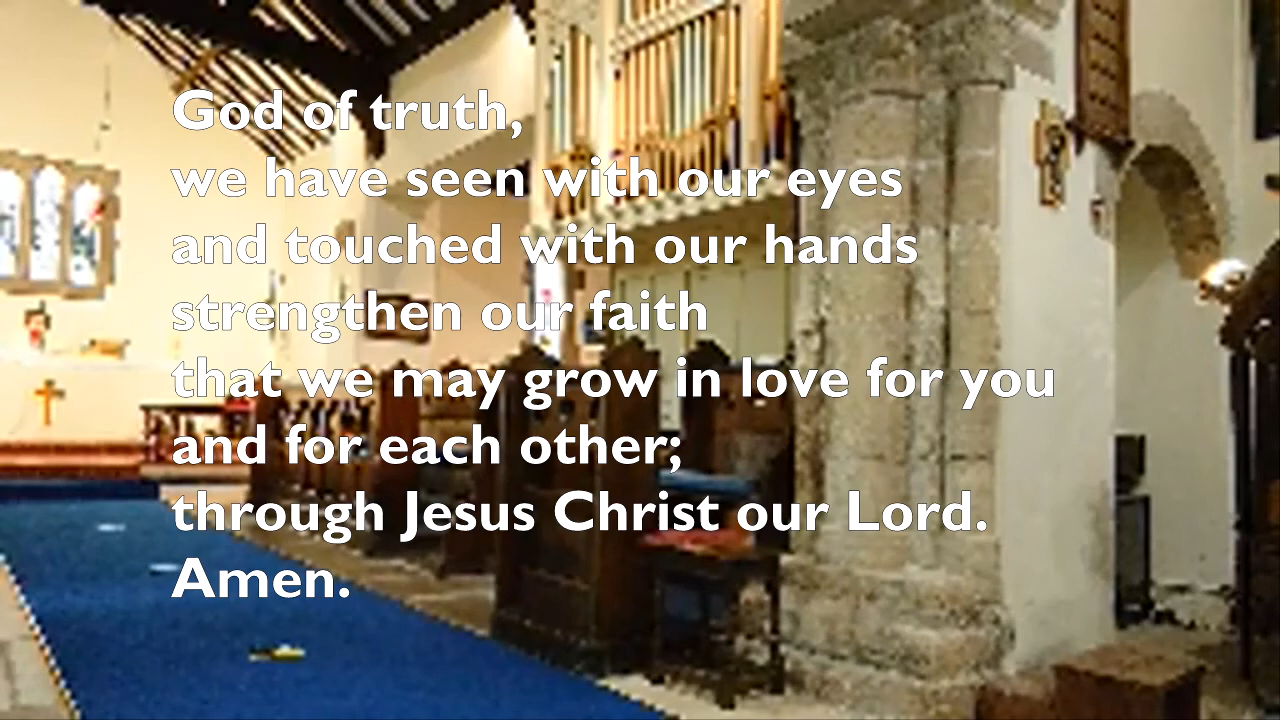 God of truth,
we have seen with our eyes
and touched with our hands
strengthen our faith
that we may grow in love for you
and for each other;
through Jesus Christ our Lord.
Amen.